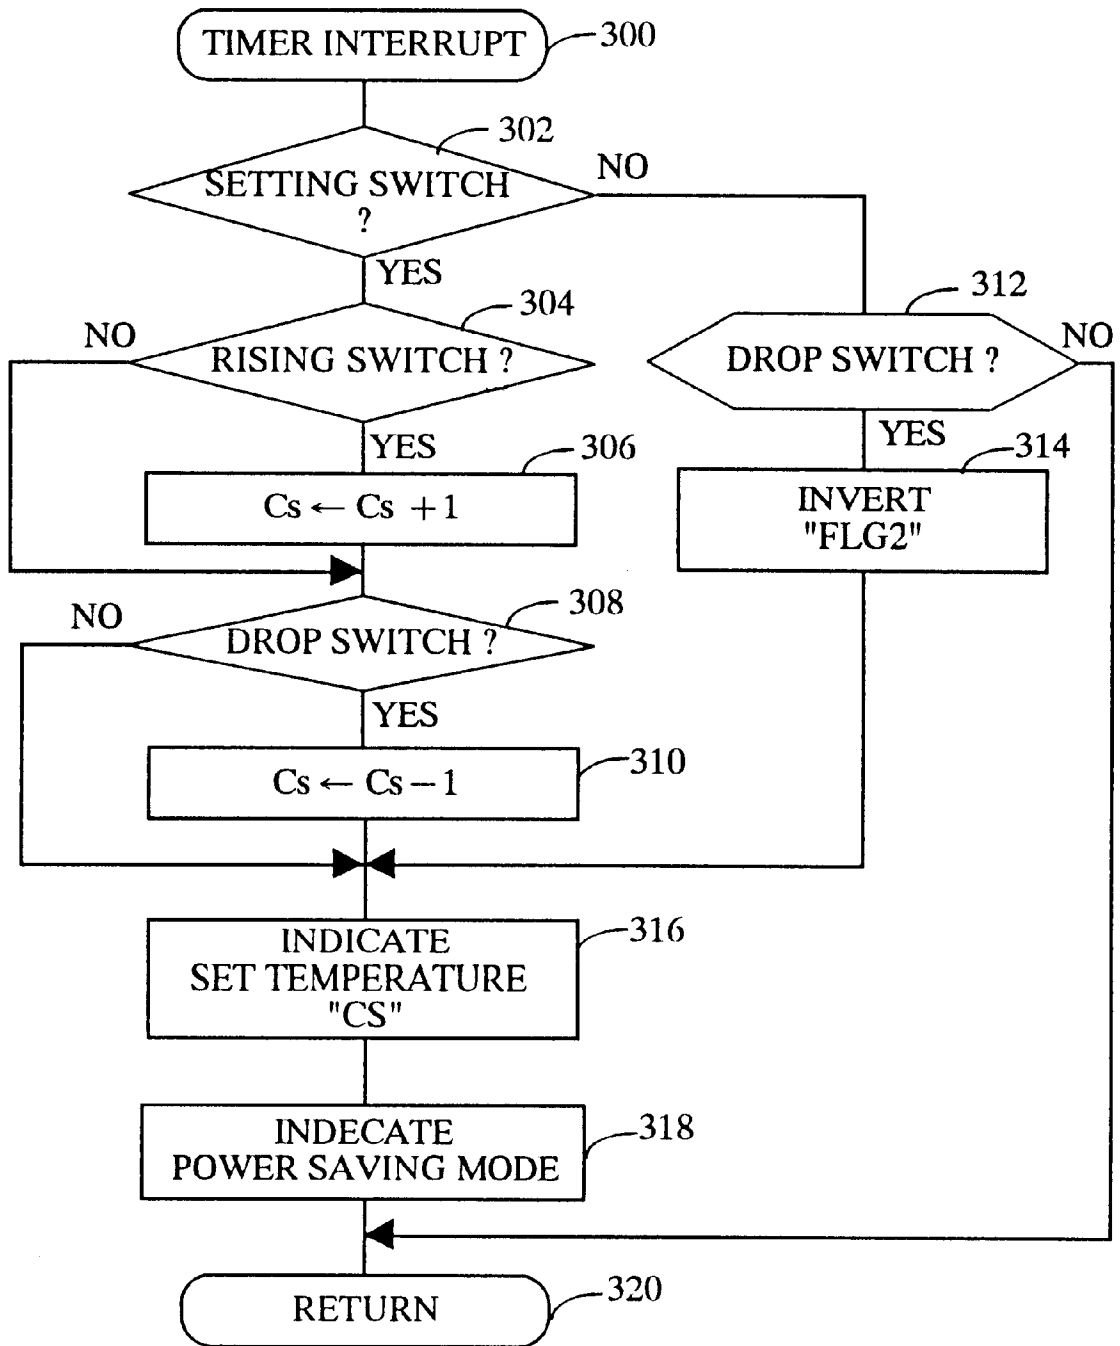 TIMER INTERRUPT
300
302
SETTING SWITCH
?
NO
YES
304
NO
RISING SWITCH ?
312
DROP SWITCH ?
NO
YES
306
Cs ← Cs + 1
YES
314
INVERT
"FLG2"
308
NO
DROP SWITCH ?
YES
310
Cs ← Cs − 1
316
INDICATE
SET TEMPERATURE
"CS"
318
INDECATE
POWER SAVING MODE
RETURN
320